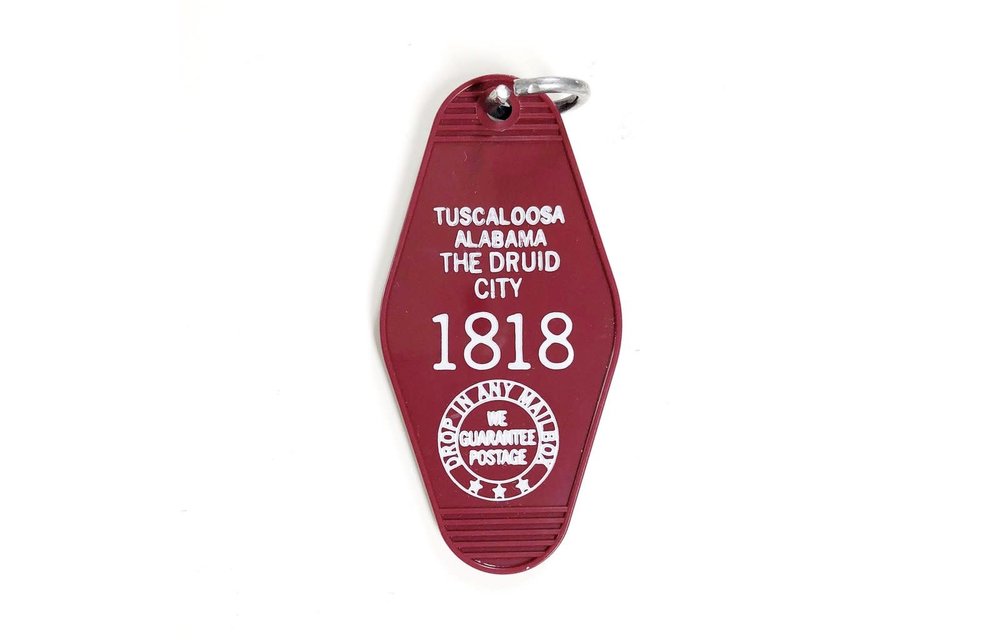 TUSCALOOSA
ALABAMA
THE DRUID
CITY
1818
DROP IN ANY MAILBOX
WE
GUARANTEE
POSTAGE